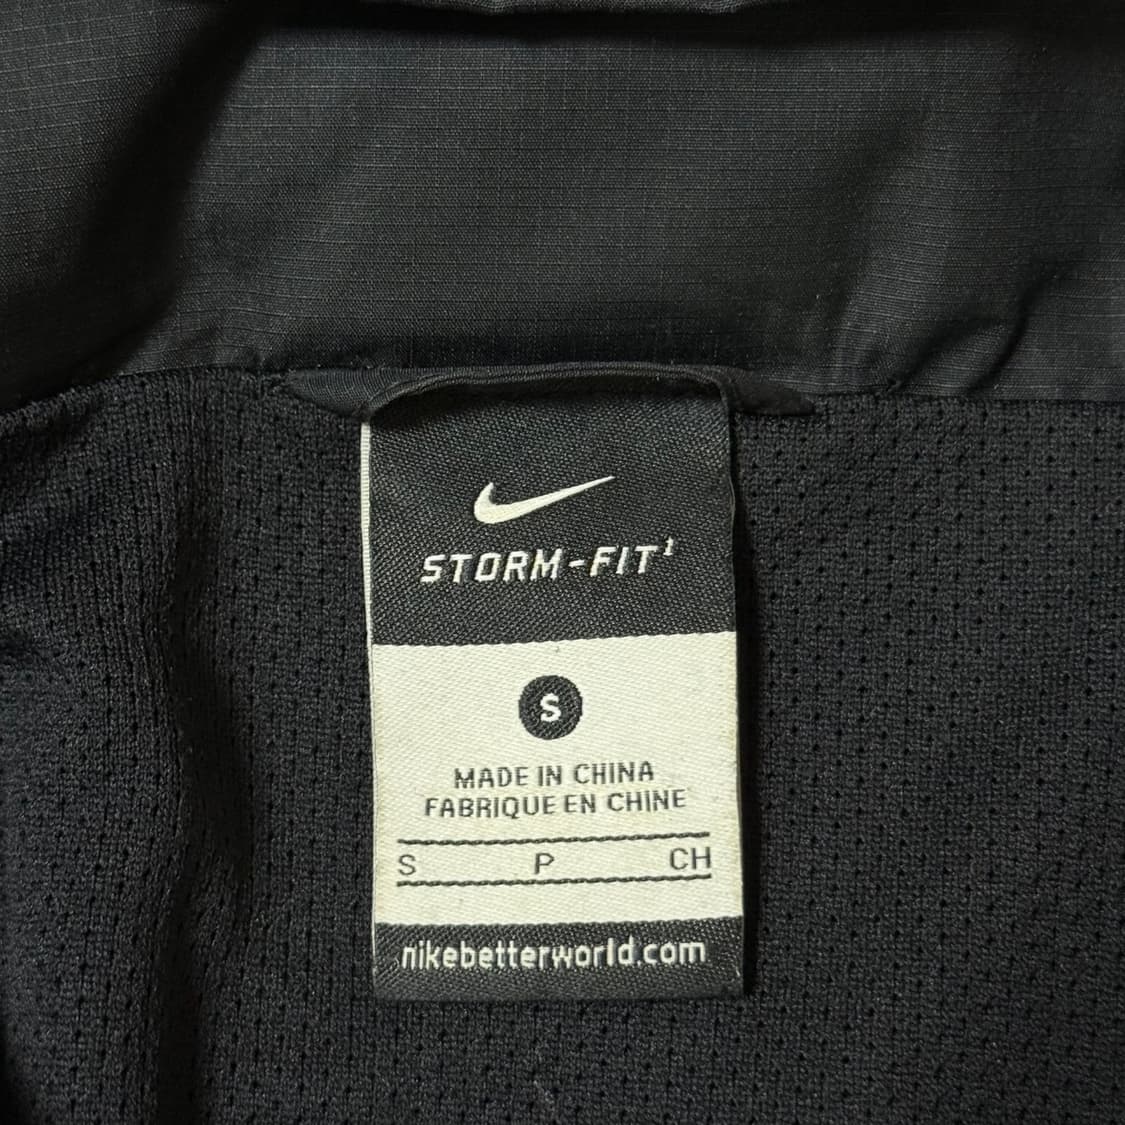 STORM-FIT¹
S
MADE IN CHINA
FABRIQUE EN CHINE
S P CH
nikebetterworld.com